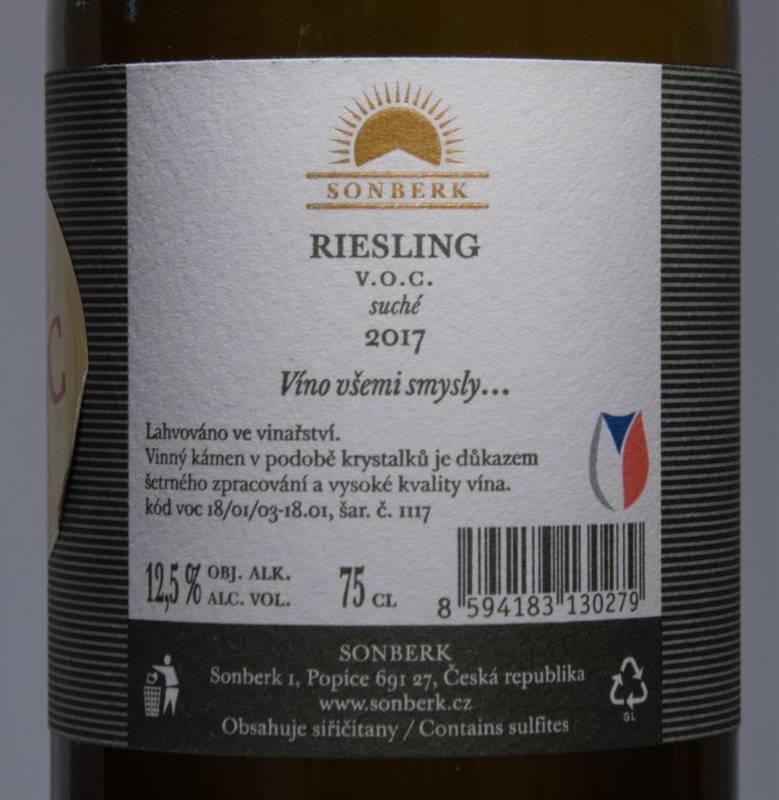 SONBERK
RIESLING
V.O.C.
suché
2017
Víno všemi smysly...
Lahvováno ve vinařství.
Vinný kámen v podobě krystalků je důkazem
šetrného zpracování a vysoké kvality vína.
kód voc 18/01/03-18.01, šar. č. 1117
12,5 % OBJ. ALK.
ALC. VOL.
75 CL
8 594183 130279
SONBERK
Sonberk 1, Popice 691 27, Česká republika
www.sonberk.cz
GL
Obsahuje siřičitany / Contains sulfites
C